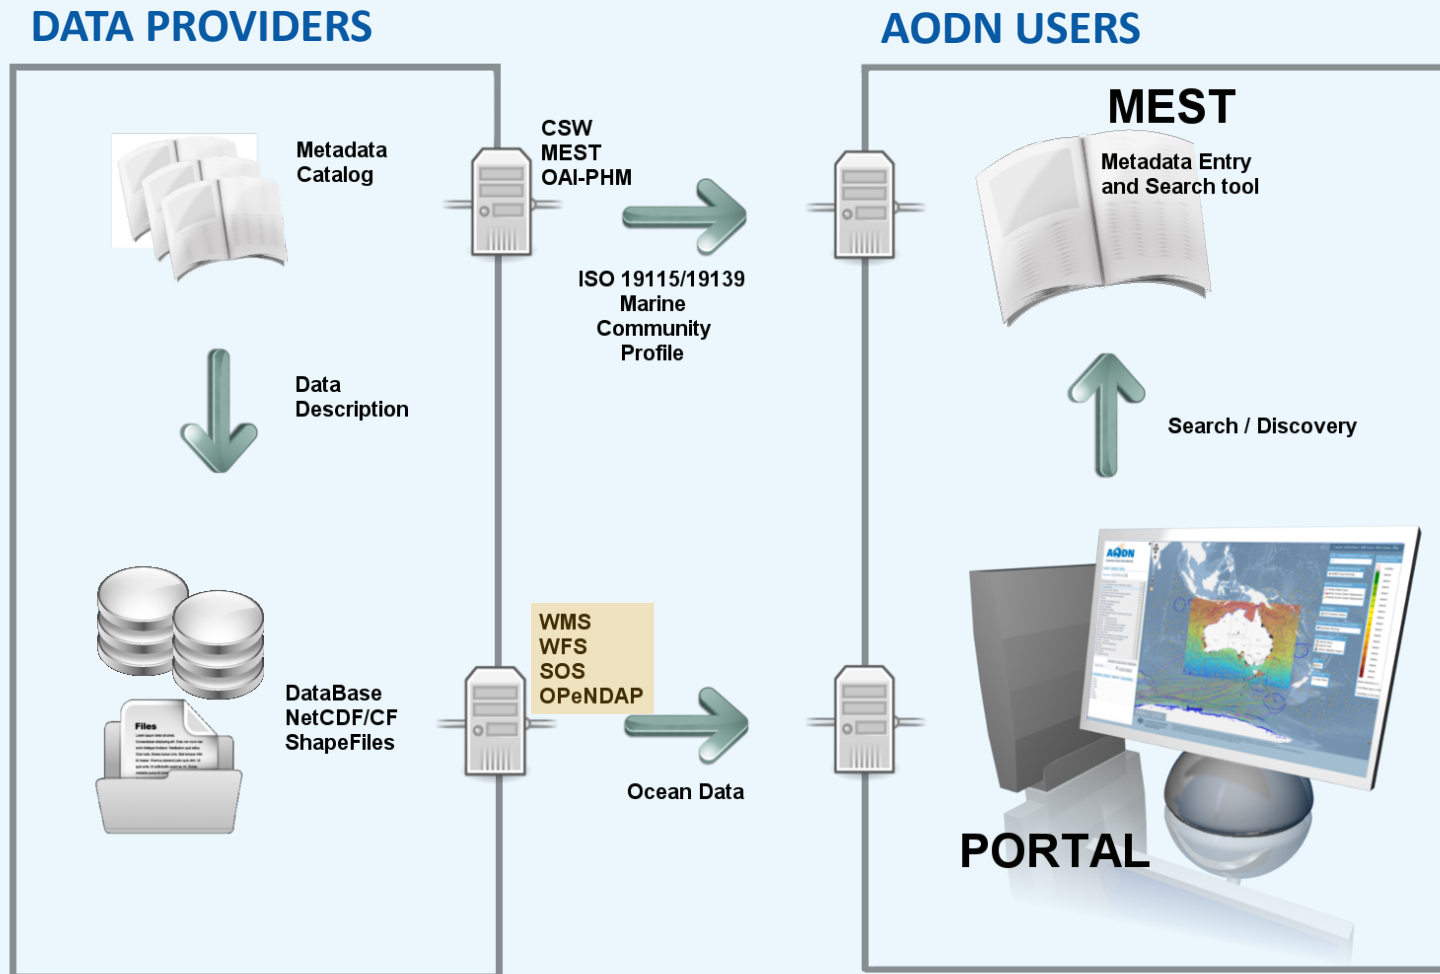 DATA PROVIDERS
AODN USERS
Metadata
Catalog
CSW
MEST
OAI-PHM
ISO 19115/19139
Marine
Community
Profile
MEST
Metadata Entry
and Search tool
Data
Description
Search / Discovery
Files
DataBase
NetCDF/CF
ShapeFiles
WMS
WFS
SOS
OPeNDAP
Ocean Data
AODN
PORTAL